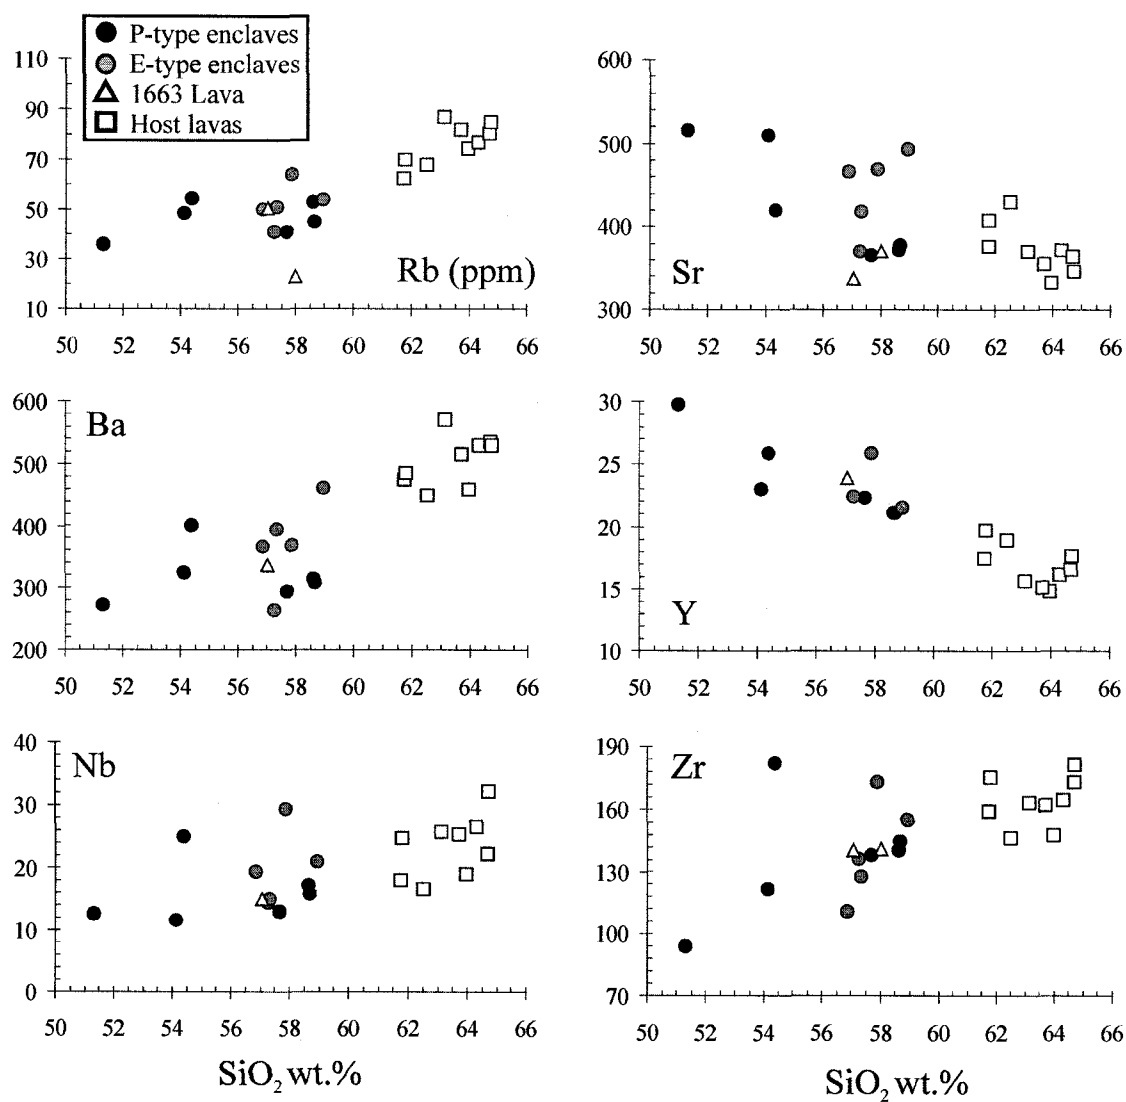 P-type enclaves
E-type enclaves
1663 Lava
Host lavas
110
90
70
50
30
10
Rb (ppm)
50 52 54 56 58 60 62 64 66
600
500
400
300
Sr
50 52 54 56 58 60 62 64 66
600
500
400
300
200
Ba
50 52 54 56 58 60 62 64 66
30
25
20
15
10
Y
50 52 54 56 58 60 62 64 66
40
30
20
10
0
Nb
50 52 54 56 58 60 62 64 66
SiO₂ wt.%
190
160
130
100
70
Zr
50 52 54 56 58 60 62 64 66
SiO₂ wt.%